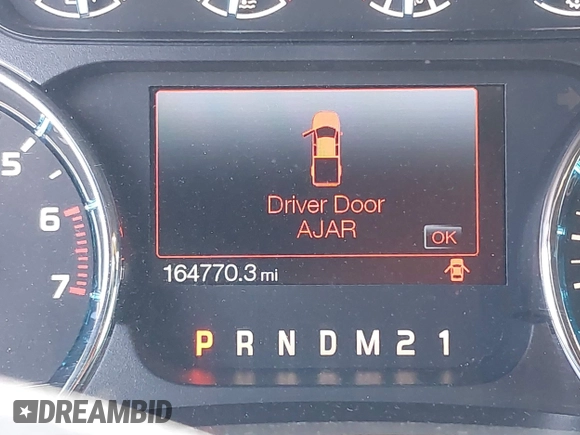 5
6
7
Driver Door
AJAR
OK
164770.3 mi
P R N D M 2 1
DREAMBID